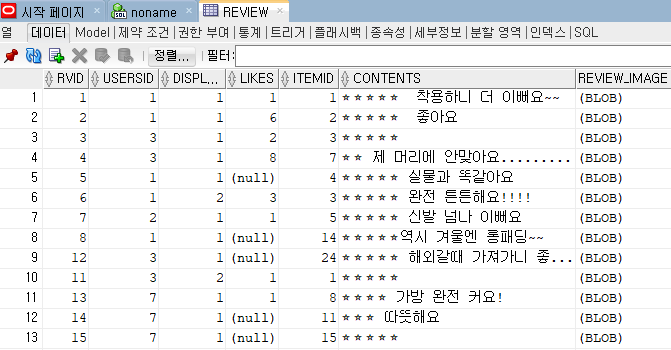 시작 페이지 noname REVIEW
열 데이터 Model 제약 조건 권한 부여 통계 트리거 플래시백 종속성 세부정보 분할 영역 인덱스 SQL
정렬... 필터:
RVID USERSID DISPL... LIKES ITEMID CONTENTS REVIEW_IMAGE
1 1 1 1 1 1 ★★★★★ 착용하니 더 이뻐요~~ (BLOB)
2 2 1 1 6 2 ★★★★★ 좋아요 (BLOB)
3 3 3 1 2 3 ★★★★★ (BLOB)
4 4 3 1 8 7 ★★ 제 머리에 안맞아요......... (BLOB)
5 5 1 1 (null) 4 ★★★★★ 실물과 똑같아요 (BLOB)
6 6 1 2 3 3 ★★★★★ 완전 튼튼해요!!!! (BLOB)
7 7 2 1 1 5 ★★★★★ 신발 넘나 이뻐요 (BLOB)
8 8 1 1 (null) 14 ★★★★★역시 겨울엔 롱패딩~~ (BLOB)
9 12 3 1 (null) 24 ★★★★★ 해외갈때 가져가니 좋... (BLOB)
10 11 3 2 1 1 ★★★★★ (BLOB)
11 13 7 1 1 8 ★★★★ 가방 완전 커요! (BLOB)
12 14 7 1 (null) 11 ★★★ 따뜻해요 (BLOB)
13 15 7 1 (null) 15 ★★★★★ (BLOB)